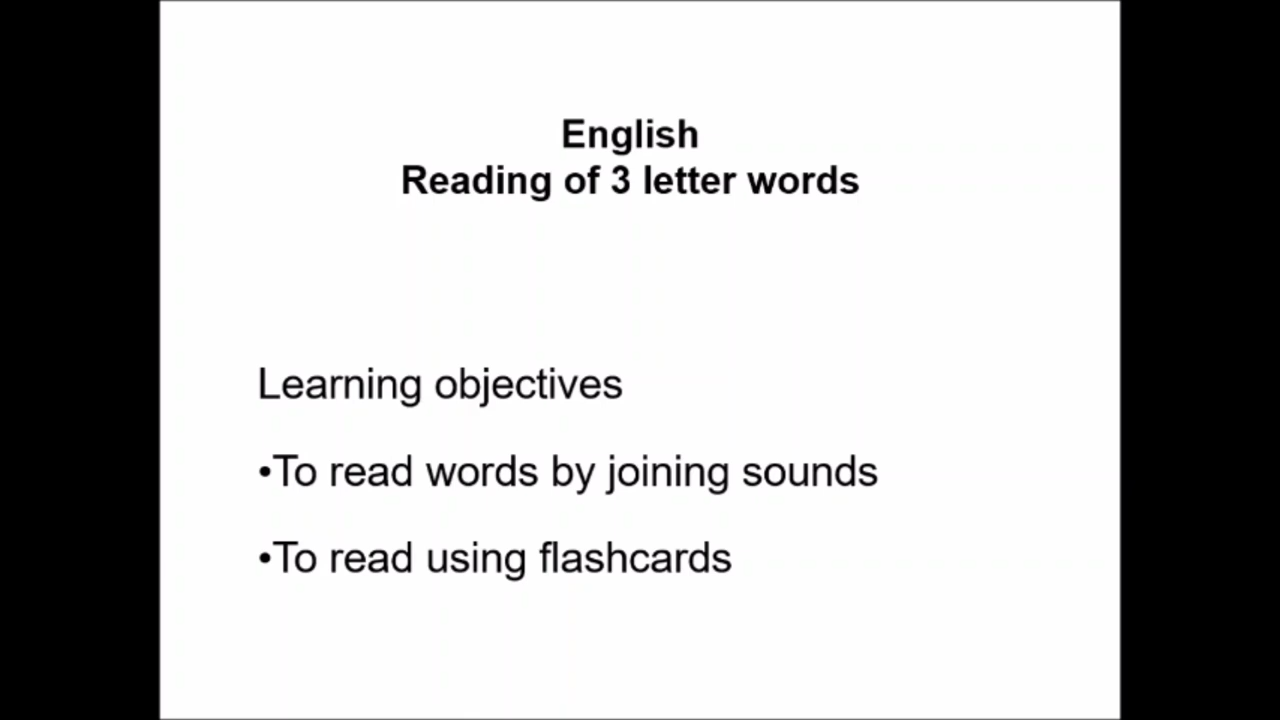 English
Reading of 3 letter words
Learning objectives
•To read words by joining sounds
•To read using flashcards